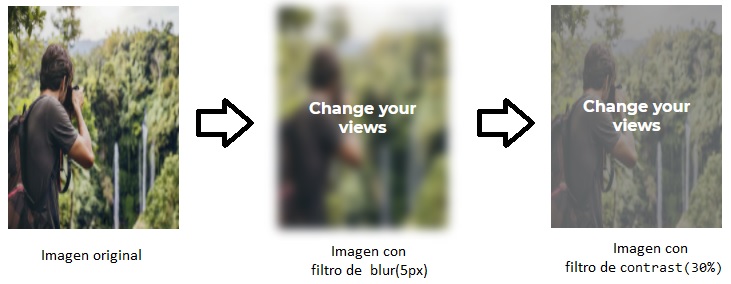 Change your
views
Change your
views
Imagen original
Imagen con
filtro de blur(5px)
Imagen con
filtro de contrast(30%)